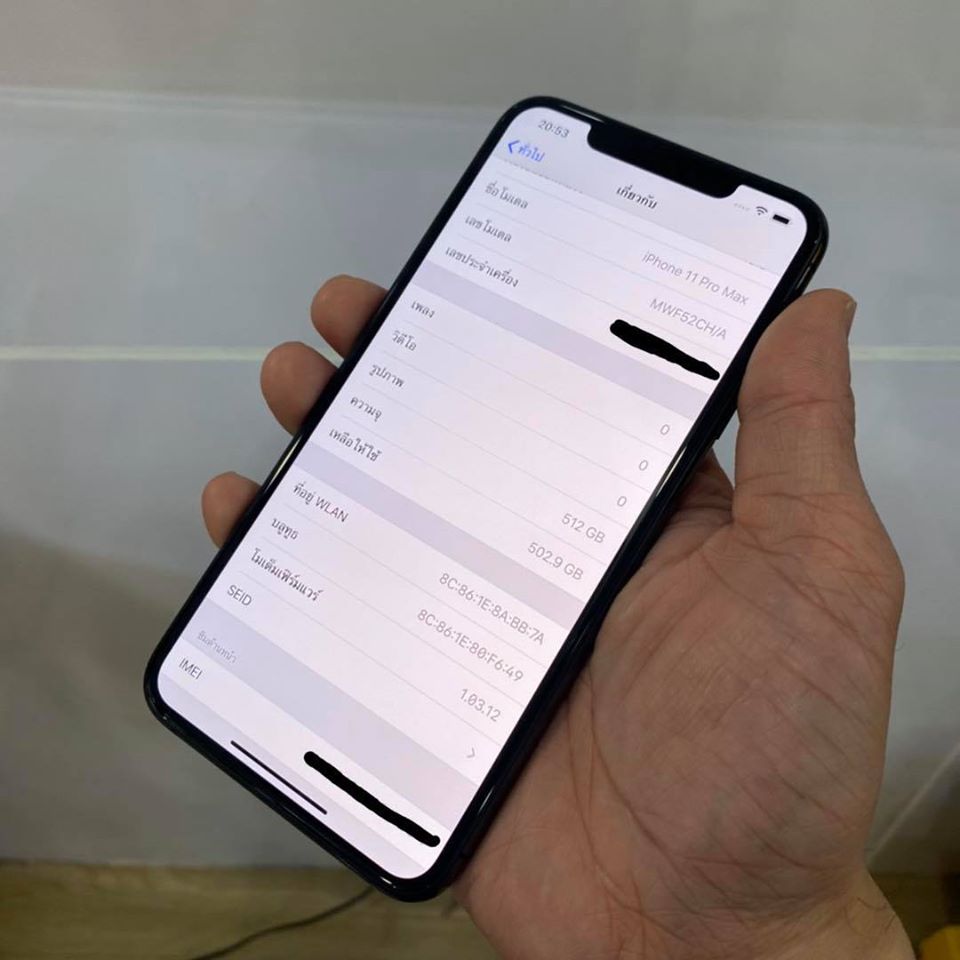 20:53
ทั่วไป
เกี่ยวกับ
ชื่อโมเดล iPhone 11 Pro Max
เลขโมเดล MWF52CH/A
เลขประจำเครื่อง
เพลง 0
วิดีโอ 0
รูปภาพ 0
ความจุ 512 GB
เหลือให้ใช้ 502.9 GB
ที่อยู่ WLAN 8C:86:1E:8A:BB:7A
บลูทูธ 8C:86:1E:80:F6:49
โมเด็มเฟิร์มแวร์ 1.03.12
SEID
ซิมด้านหน้า
IMEI